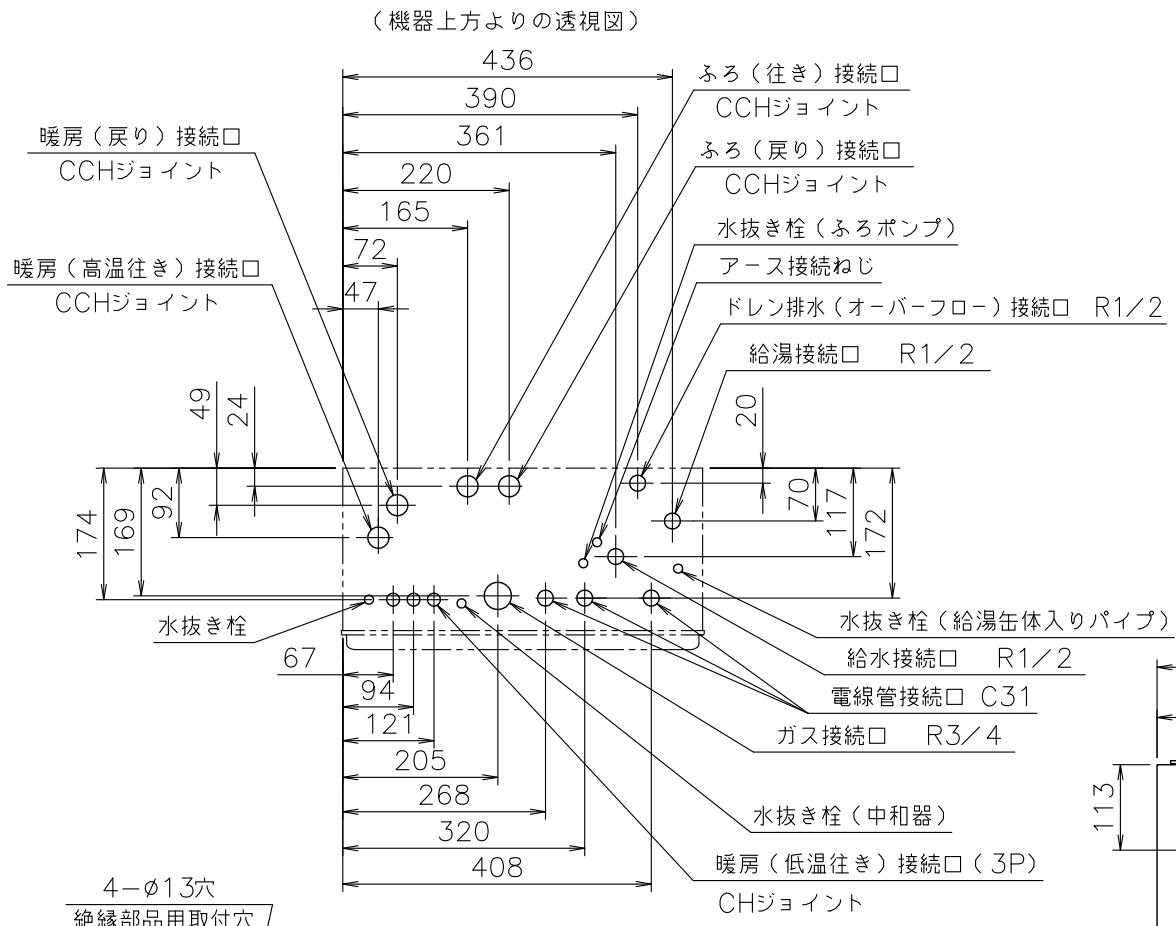 (機器上方よりの透視図)
436
ふろ(往き)接続口
CCHジョイント
390
暖房(戻り)接続口
CCHジョイント
361
ふろ(戻り)接続口
CCHジョイント
220
165
水抜き栓(ふろポンプ)
72
アース接続ねじ
暖房(高温往き)接続口
CCHジョイント
47
ドレン排水(オーバーフロー)接続口 R1/2
給湯接続口 R1/2
49
24
20
174
169
92
70
117
172
水抜き栓
水抜き栓(給湯缶体入りパイプ)
67
給水接続口 R1/2
94
電線管接続口 C31
121
ガス接続口 R3/4
205
268
113
320
水抜き栓(中和器)
408
暖房(低温往き)接続口(3P)
CHジョイント
4-φ13穴
絶縁部品用取付穴